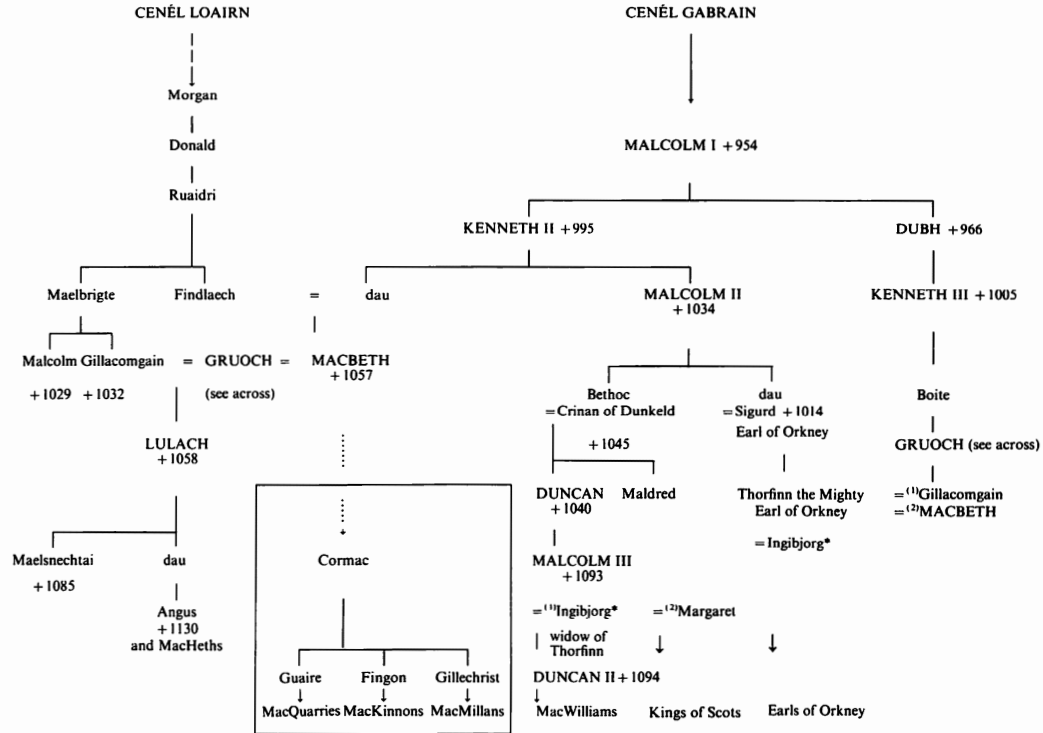 CENÉL LOAIRN
CENÉL GABRAIN
Morgan
Donald
MALCOLM I +954
Ruaidri
KENNETH II +995
DUBH +966
Maelbrigte
Findlaech
=
dau
MALCOLM II
+1034
KENNETH III +1005
Malcolm Gillacomgain
= GRUOCH =
MACBETH
+1057
+1029 +1032
(see across)
Bethoc
=Crinan of Dunkeld
+1045
dau
=Sigurd +1014
Earl of Orkney
Boite
LULACH
+1058
GRUOCH (see across)
DUNCAN
+1040
Maldred
Thorfinn the Mighty
Earl of Orkney
=Ingibjorg*
=(1)Gillacomgain
=(2)MACBETH
Maelsnechtai
+1085
dau
Cormac
MALCOLM III
+1093
Angus
+1130
and MacHeths
=(1)Ingibjorg*
widow of
Thorfinn
=(2)Margaret
Guaire
Fingon
Gillechrist
DUNCAN II +1094
MacQuarries
MacKinnons
MacMillans
MacWilliams
Kings of Scots
Earls of Orkney